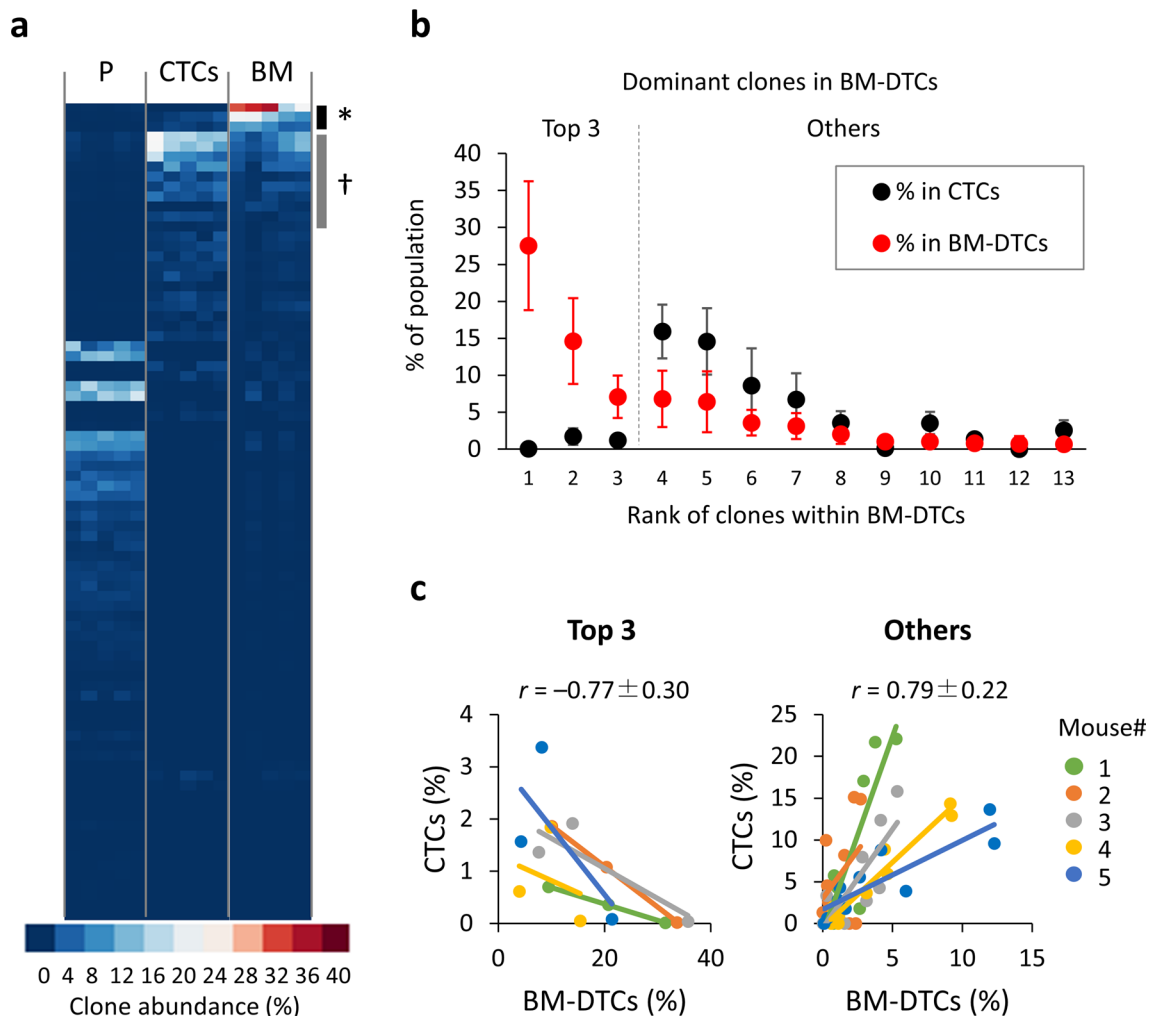 a
P CTCs BM
*
†
0 4 8 12 16 20 24 28 32 36 40
Clone abundance (%)
b
Dominant clones in BM-DTCs
Top 3 Others
% of population
40
35
30
25
20
15
10
5
0
% in CTCs
% in BM-DTCs
1 2 3 4 5 6 7 8 9 10 11 12 13
Rank of clones within BM-DTCs
c
Top 3
r = –0.77±0.30
CTCs (%)
4
3
2
1
0
0 20 40
BM-DTCs (%)
Others
r = 0.79±0.22
CTCs (%)
25
20
15
10
5
0
0 5 10 15
BM-DTCs (%)
Mouse#
1
2
3
4
5